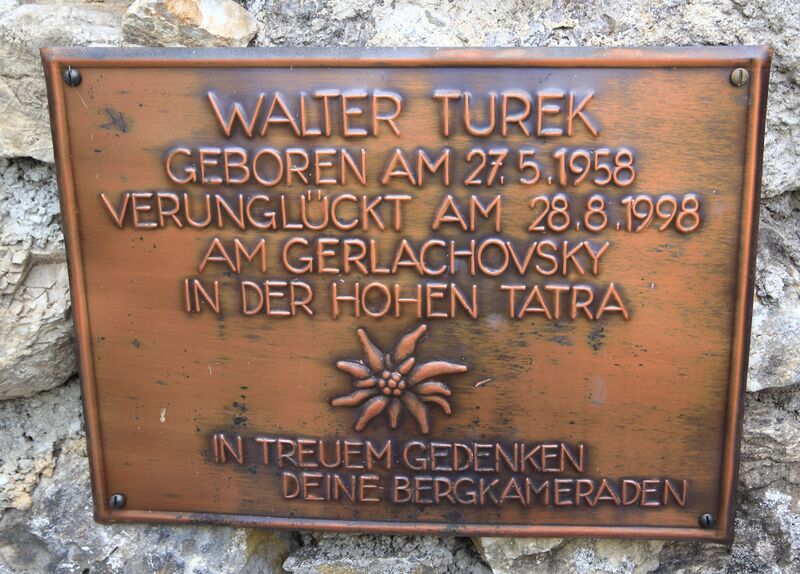 WALTER TUREK
GEBOREN AM 27.5.1958
VERUNGLÜCKT AM 28.8.1998
AM GERLACHOVSKY
IN DER HOHEN TATRA
IN TREUEM GEDENKEN
DEINE BERGKAMERADEN